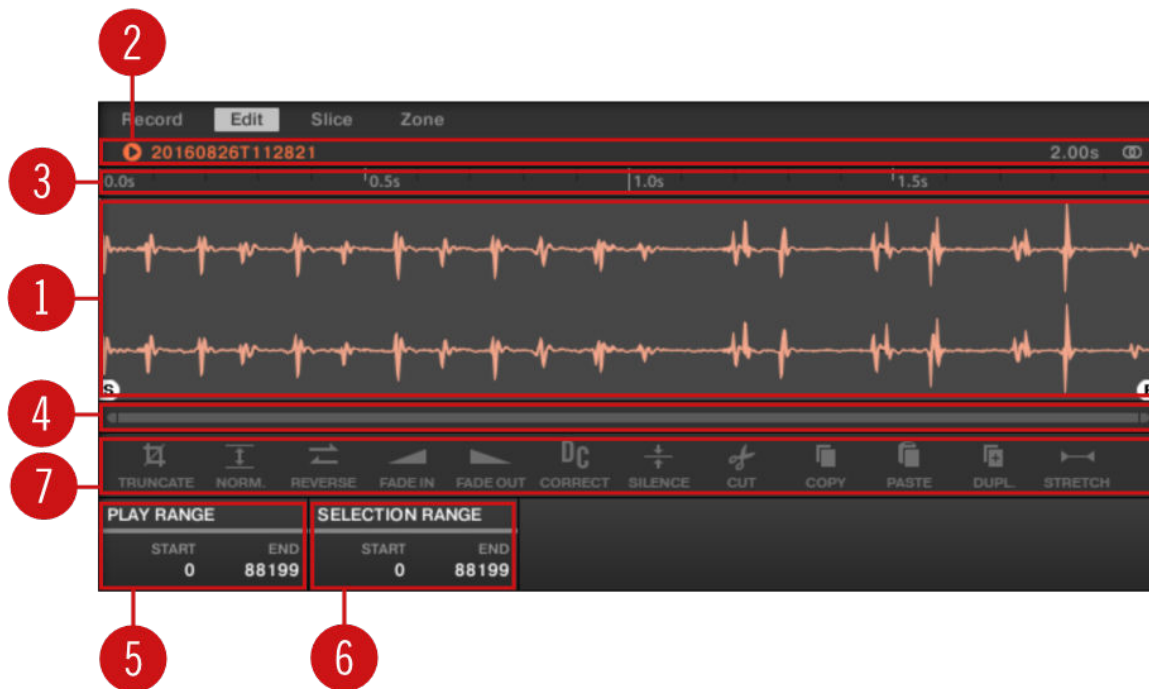 2
Record Edit Slice Zone
20160826T112821 2.00s
3
0.0s 0.5s 1.0s 1.5s
1
S
4
7
DC
TRUNCATE NORM. REVERSE FADE IN FADE OUT CORRECT SILENCE CUT COPY PASTE DUPL. STRETCH
PLAY RANGE SELECTION RANGE
START END START END
0 88199 0 88199
5 6